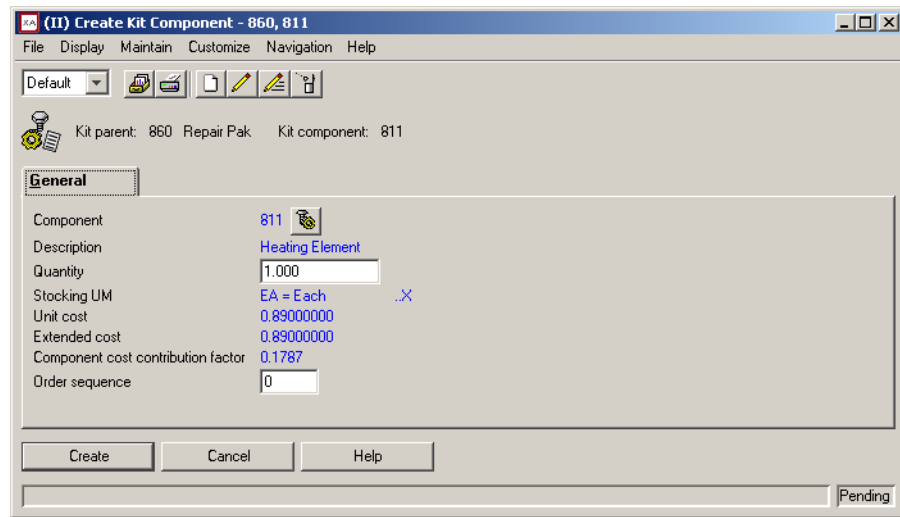 XA (II) Create Kit Component - 860, 811
File Display Maintain Customize Navigation Help
Default
Kit parent: 860 Repair Pak Kit component: 811
General
Component 811
Description Heating Element
Quantity 1.000
Stocking UM EA = Each ..X
Unit cost 0.89000000
Extended cost 0.89000000
Component cost contribution factor 0.1787
Order sequence 0
Create Cancel Help
Pending